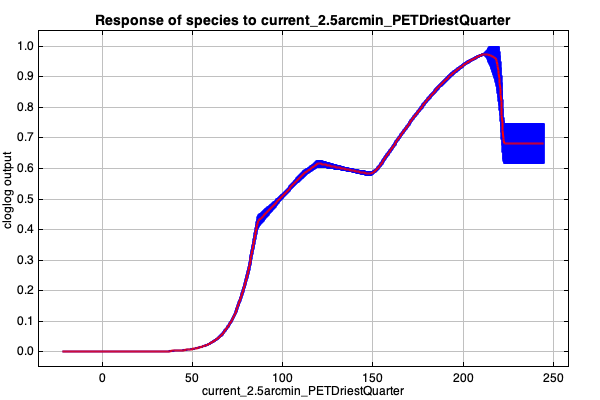 Response of species to current_2.5arcmin_PETDriestQuarter
1.0
0.9
0.8
0.7
0.6
0.5
0.4
0.3
0.2
0.1
0.0
cloglog output
0 50 100 150 200 250
current_2.5arcmin_PETDriestQuarter